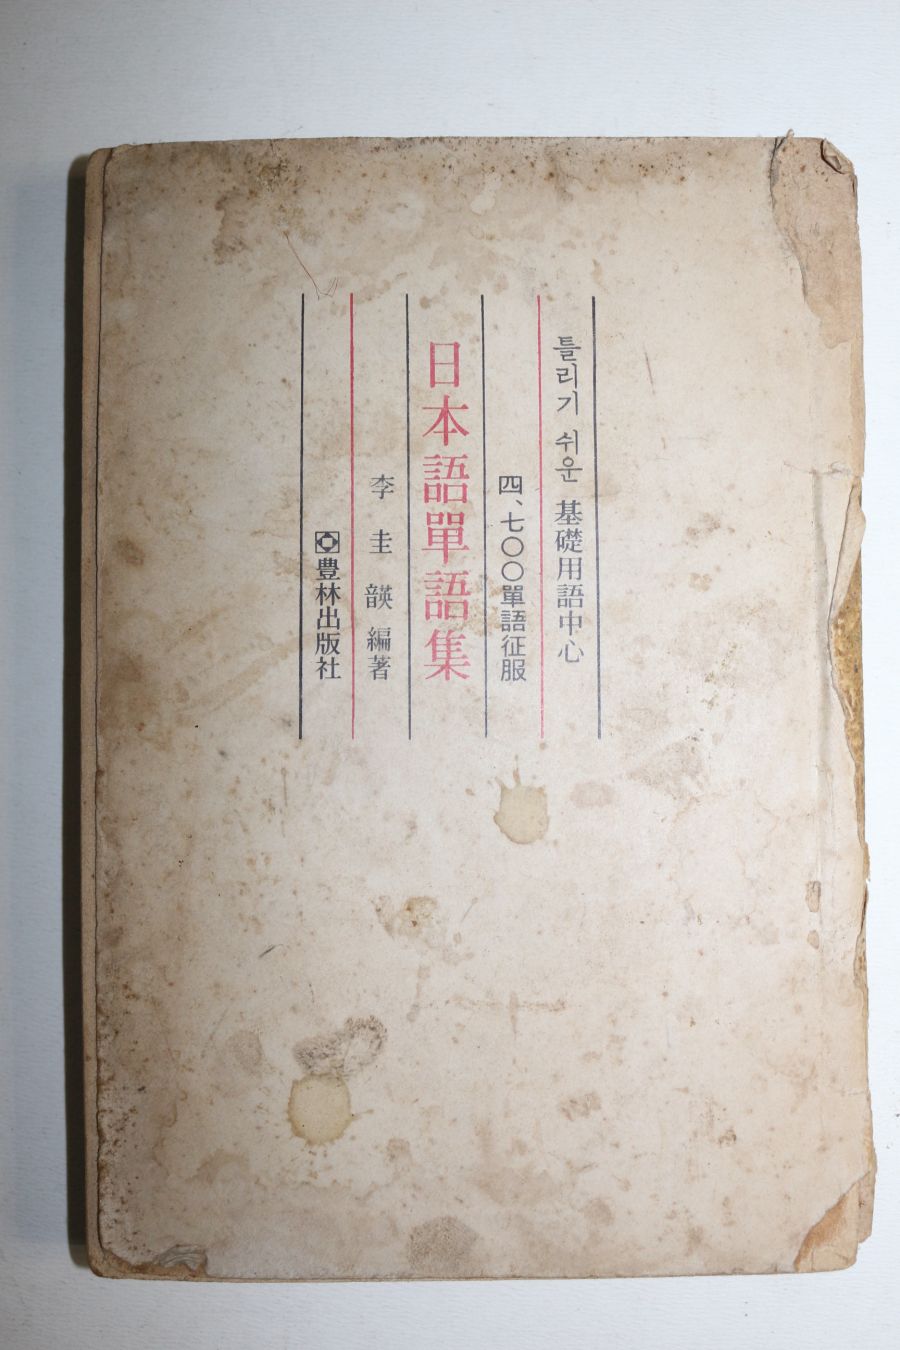 틀리기 쉬운 基礎用語中心
四、七〇〇單語征服
日本語單語集
李圭韺 編著
豊林出版社